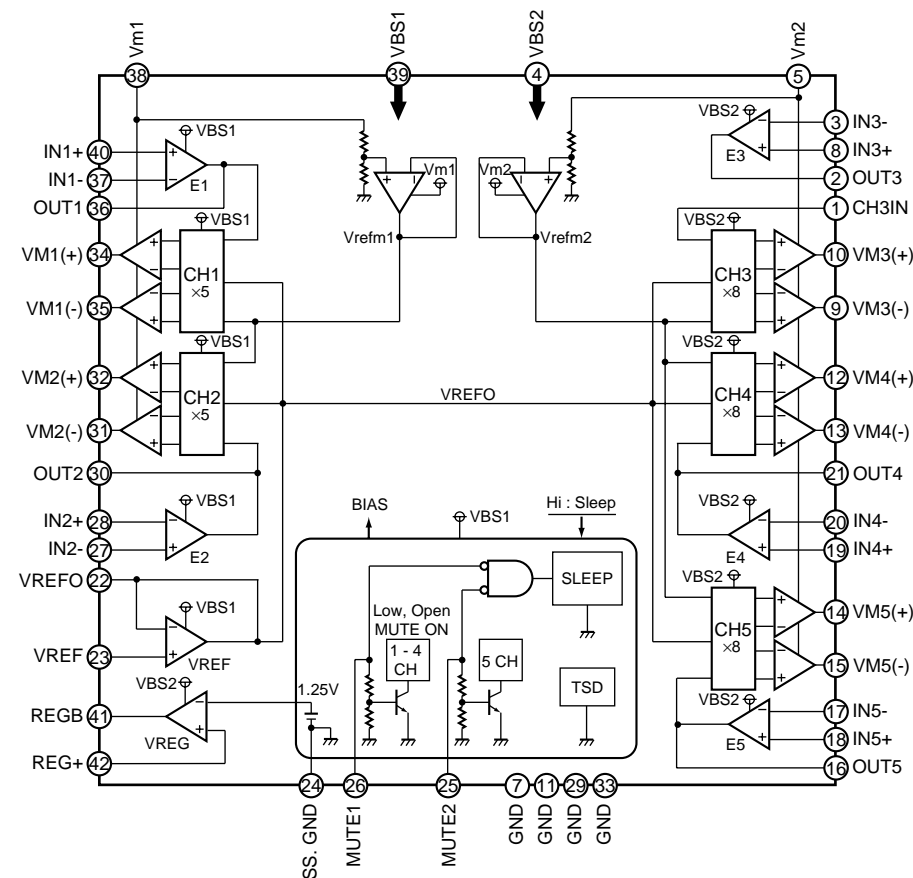 Vm1
VBS1
VBS2
Vm2
38
39
4
5
IN1+ 40
VBS1
E1
IN1- 37
OUT1 36
VBS1
VM1(+) 34
CH1
×5
VM1(-) 35
VBS1
VM2(+) 32
CH2
×5
VM2(-) 31
OUT2 30
IN2+ 28
VBS1
E2
IN2- 27
VREFO 22
VBS1
VREF 23
VREF
VBS2
REGB 41
VREG
REG+ 42
Vm1
Vrefm1
Vm2
Vrefm2
VREFO
VBS2
3 IN3-
E3
8 IN3+
2 OUT3
1 CH3IN
VBS2
CH3
×8
10 VM3(+)
9 VM3(-)
VBS2
CH4
×8
12 VM4(+)
13 VM4(-)
21 OUT4
VBS2
20 IN4-
E4
19 IN4+
VBS2
CH5
×8
14 VM5(+)
15 VM5(-)
VBS2
17 IN5-
E5
18 IN5+
16 OUT5
BIAS
VBS1
Hi : Sleep
SLEEP
Low, Open
MUTE ON
1 - 4
CH
5 CH
TSD
1.25V
24
26
25
7
11
29
33
SS. GND
MUTE1
MUTE2
GND
GND
GND
GND